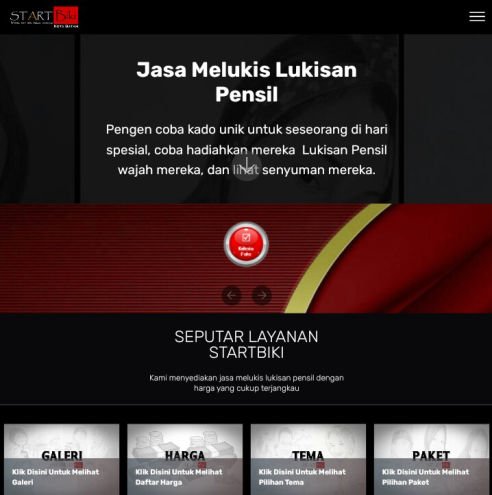 START Biki
Jasa Melukis Lukisan
Pensil
Pengen coba kado unik untuk seseorang di hari
spesial, coba hadiahkan mereka Lukisan Pensil
wajah mereka, dan lihat senyuman mereka.
SEPUTAR LAYANAN
STARTBIKI
Kami menyediakan jasa melukis lukisan pensil dengan
harga yang cukup terjangkau
GALERI
Klik Disini Untuk Melihat
Galeri
HARGA
Klik Disini Untuk Melihat
Daftar Harga
TEMA
Klik Disini Untuk Melihat
Pilihan Tema
PAKET
Klik Disini Untuk Melihat
Pilihan Paket